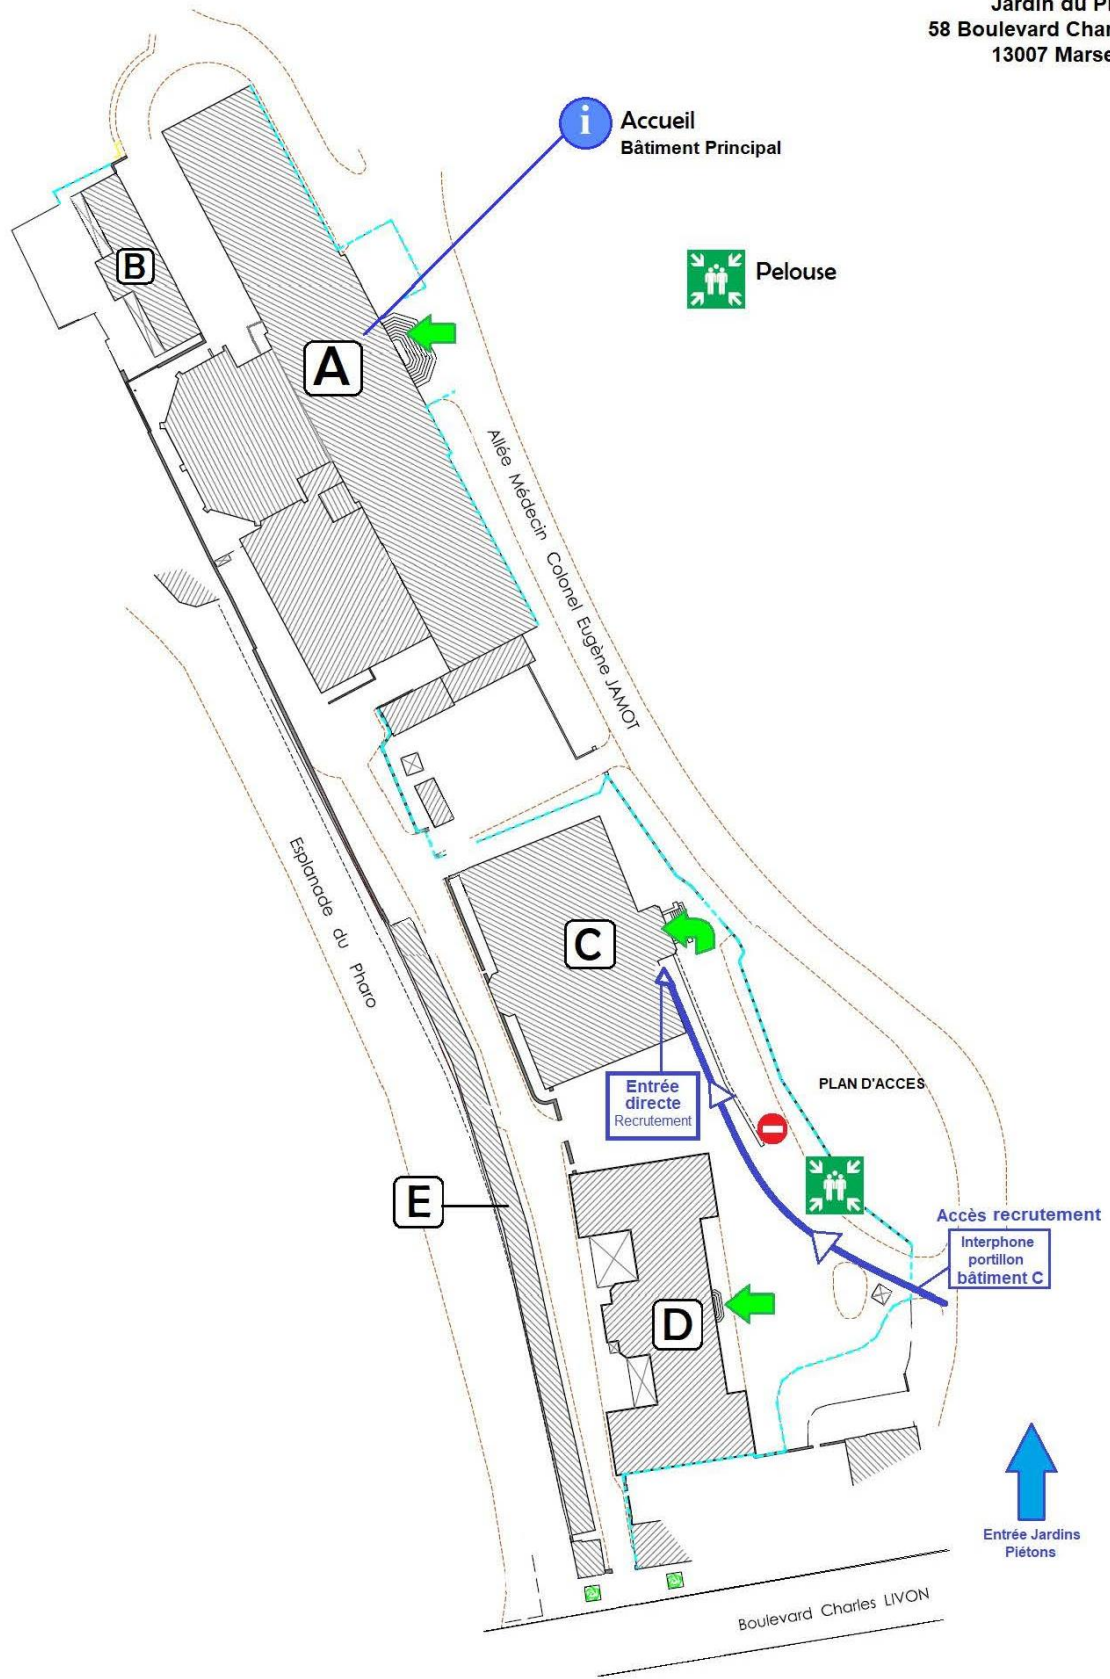 Jardin du P
58 Boulevard Char
13007 Marse
i
Accueil
Bâtiment Principal
B
Pelouse
A
Allée Médecin Colonel Eugène JAMOT
Esplanade du Pharo
C
Entrée
directe
Recrutement
PLAN D'ACCES
E
Accès recrutement
Interphone
portillon
bâtiment C
D
Entrée Jardins
Piétons
Boulevard Charles LIVON